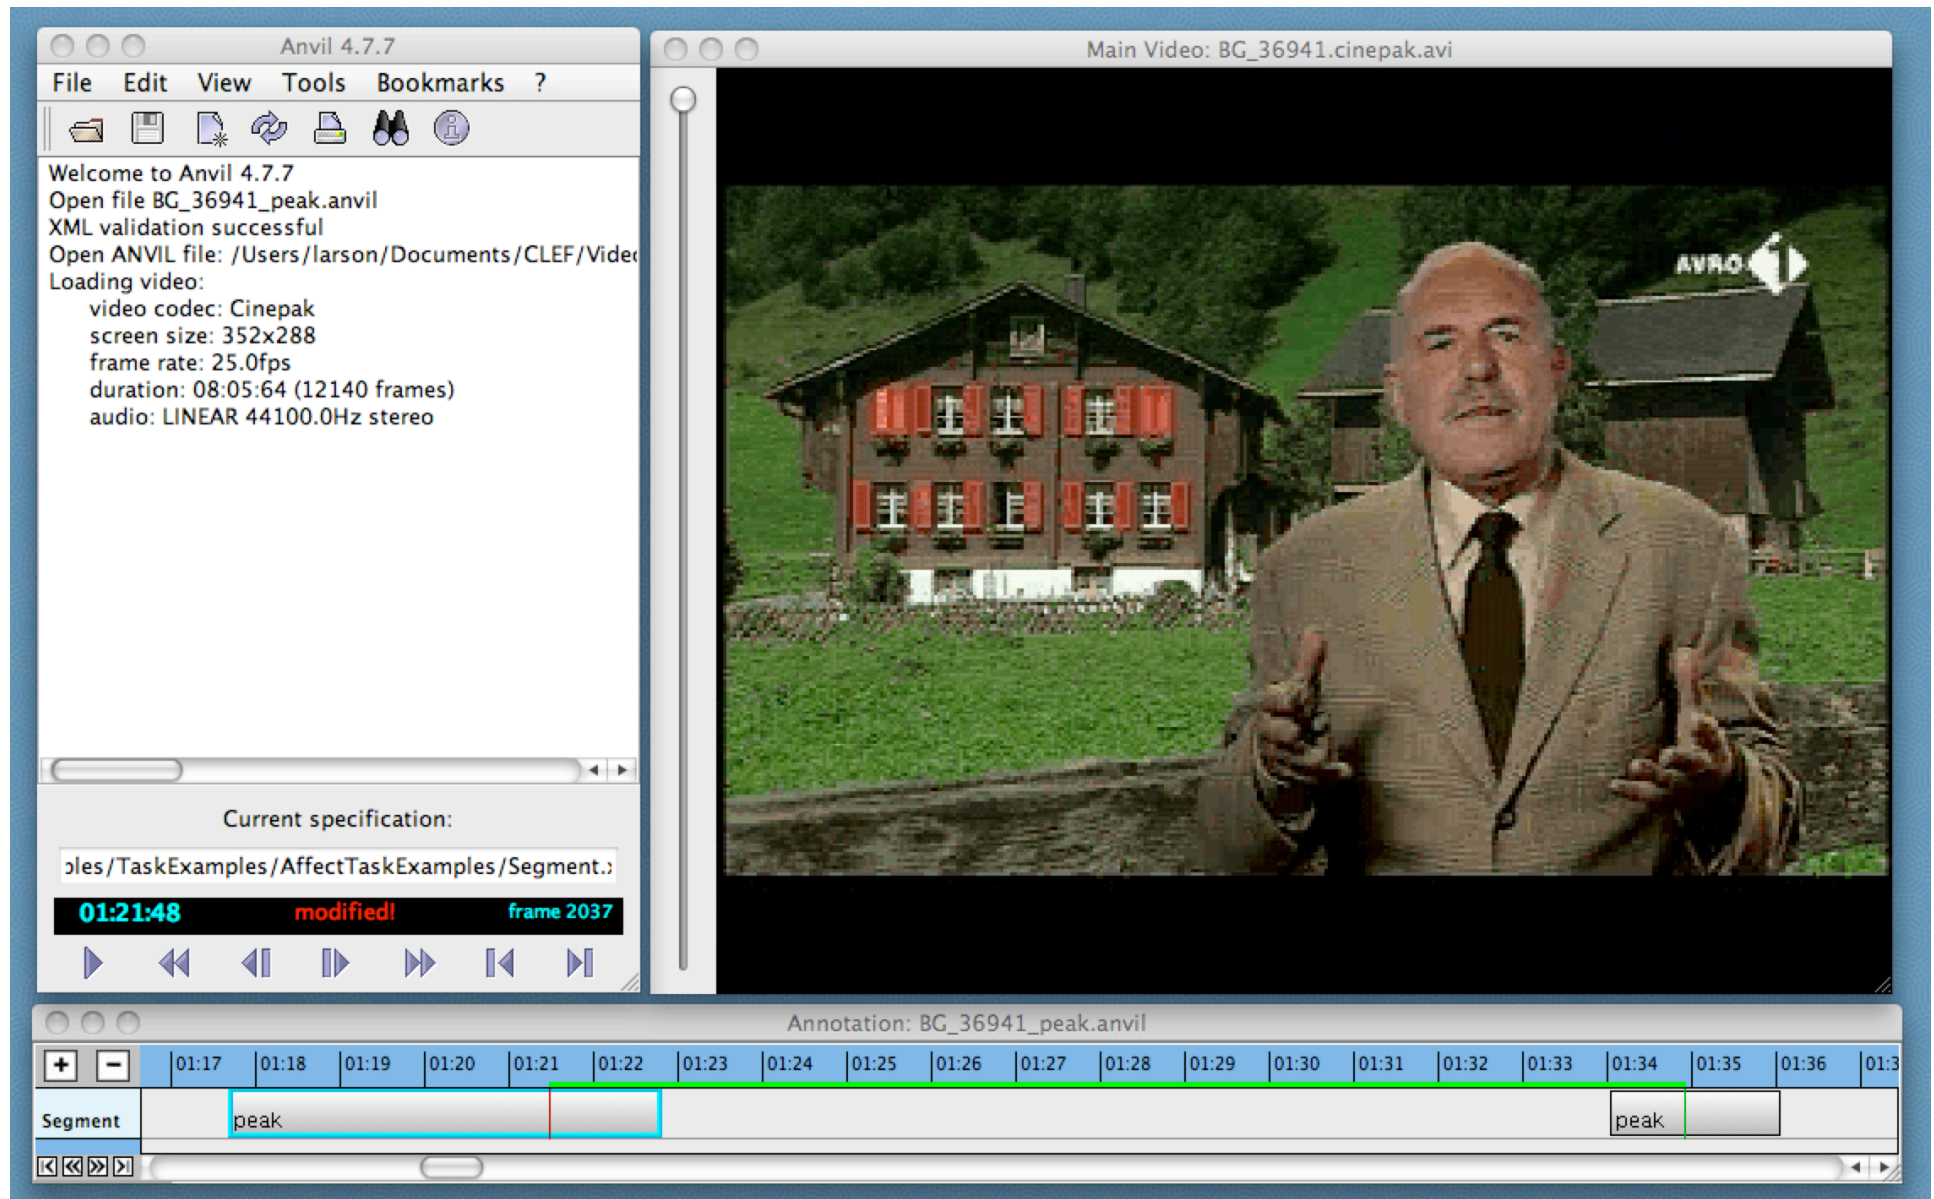 Anvil 4.7.7
File Edit View Tools Bookmarks ?
Welcome to Anvil 4.7.7
Open file BG_36941_peak.anvil
XML validation successful
Open ANVIL file: /Users/larson/Documents/CLEF/Vide
Loading video:
video codec: Cinepak
screen size: 352x288
frame rate: 25.0fps
duration: 08:05:64 (12140 frames)
audio: LINEAR 44100.0Hz stereo
Current specification:
les/TaskExamples/AffectTaskExamples/Segment.
01:21:48 modified! frame 2037
Main Video: BG_36941.cinepak.avi
AVRO 1
Annotation: BG_36941_peak.anvil
+ - 01:17 01:18 01:19 01:20 01:21 01:22 01:23 01:24 01:25 01:26 01:27 01:28 01:29 01:30 01:31 01:32 01:33 01:34 01:35 01:36 01:3
Segment peak peak